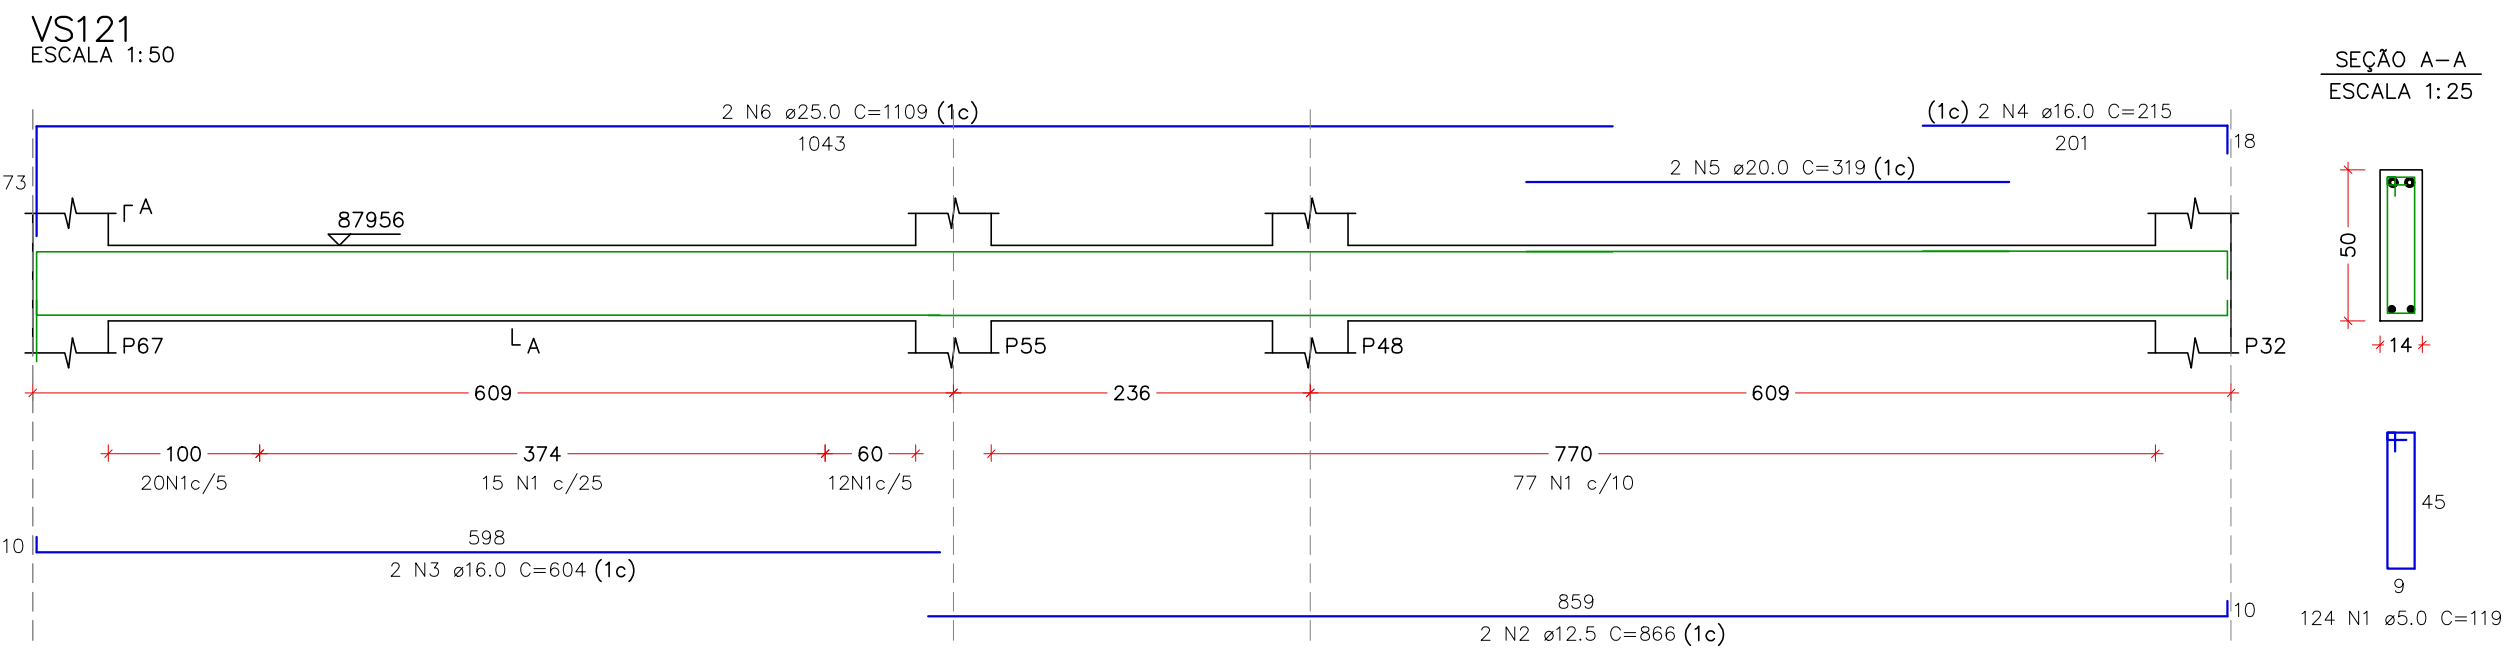 VS121
ESCALA 1:50
SEÇÃO A-A
ESCALA 1:25
2 N6 ø25.0 C=1109 (1c)
1043
(1c) 2 N4 ø16.0 C=215
201
18
2 N5 ø20.0 C=319 (1c)
73
A
87956
50
14
P67
A
P55
P48
P32
609
236
609
100
374
60
770
20N1c/5
15 N1 c/25
12N1c/5
77 N1 c/10
45
9
124 N1 ø5.0 C=119
10
598
2 N3 ø16.0 C=604 (1c)
859
10
2 N2 ø12.5 C=866 (1c)